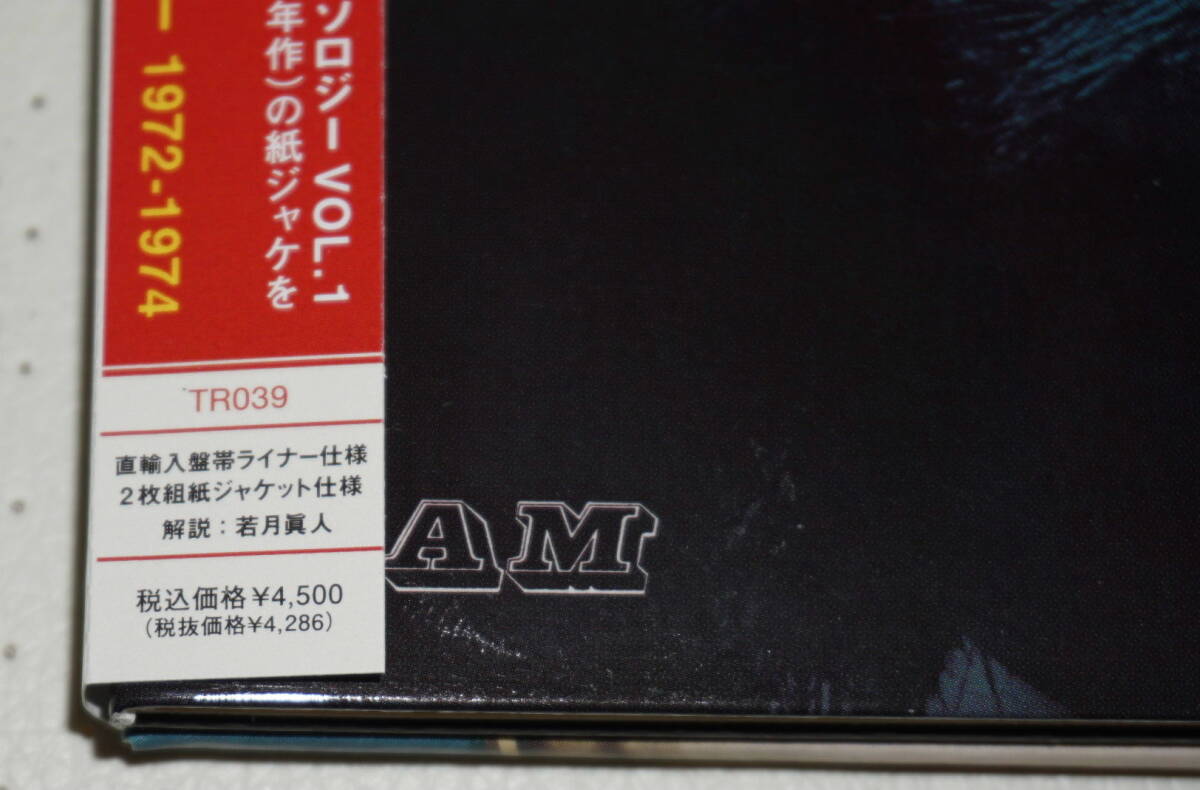 ソロジー VOL.1
年作）の紙ジャケを
ー 1972-1974
TR039
直輸入盤帯ライナー仕様
2枚組紙ジャケット仕様
解説：若月眞人
税込価格¥4,500
（税抜価格¥4,286）
AM